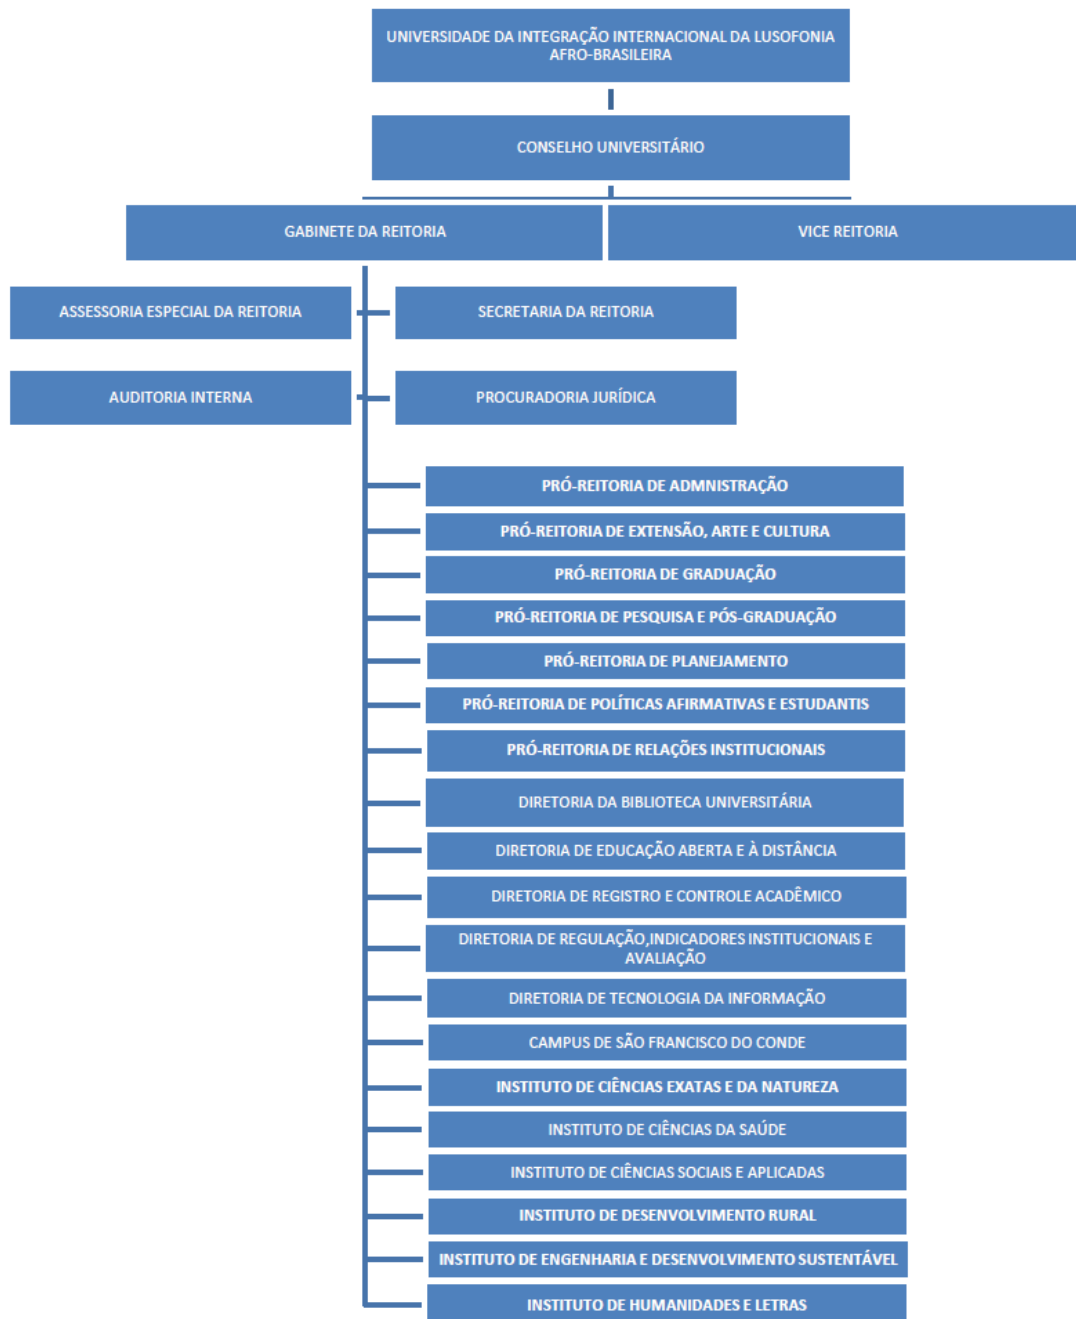 UNIVERSIDADE DA INTEGRAÇÃO INTERNACIONAL DA LUSOFONIA
AFRO-BRASILEIRA
CONSELHO UNIVERSITÁRIO
GABINETE DA REITORIA
VICE REITORIA
ASSESSORIA ESPECIAL DA REITORIA
SECRETARIA DA REITORIA
AUDITORIA INTERNA
PROCURADORIA JURÍDICA
PRÓ-REITORIA DE ADMNISTRAÇÃO
PRÓ-REITORIA DE EXTENSÃO, ARTE E CULTURA
PRÓ-REITORIA DE GRADUAÇÃO
PRÓ-REITORIA DE PESQUISA E PÓS-GRADUAÇÃO
PRÓ-REITORIA DE PLANEJAMENTO
PRÓ-REITORIA DE POLÍTICAS AFIRMATIVAS E ESTUDANTIS
PRÓ-REITORIA DE RELAÇÕES INSTITUCIONAIS
DIRETORIA DA BIBLIOTECA UNIVERSITÁRIA
DIRETORIA DE EDUCAÇÃO ABERTA E À DISTÂNCIA
DIRETORIA DE REGISTRO E CONTROLE ACADÊMICO
DIRETORIA DE REGULAÇÃO,INDICADORES INSTITUCIONAIS E
AVALIAÇÃO
DIRETORIA DE TECNOLOGIA DA INFORMAÇÃO
CAMPUS DE SÃO FRANCISCO DO CONDE
INSTITUTO DE CIÊNCIAS EXATAS E DA NATUREZA
INSTITUTO DE CIÊNCIAS DA SAÚDE
INSTITUTO DE CIÊNCIAS SOCIAIS E APLICADAS
INSTITUTO DE DESENVOLVIMENTO RURAL
INSTITUTO DE ENGENHARIA E DESENVOLVIMENTO SUSTENTÁVEL
INSTITUTO DE HUMANIDADES E LETRAS